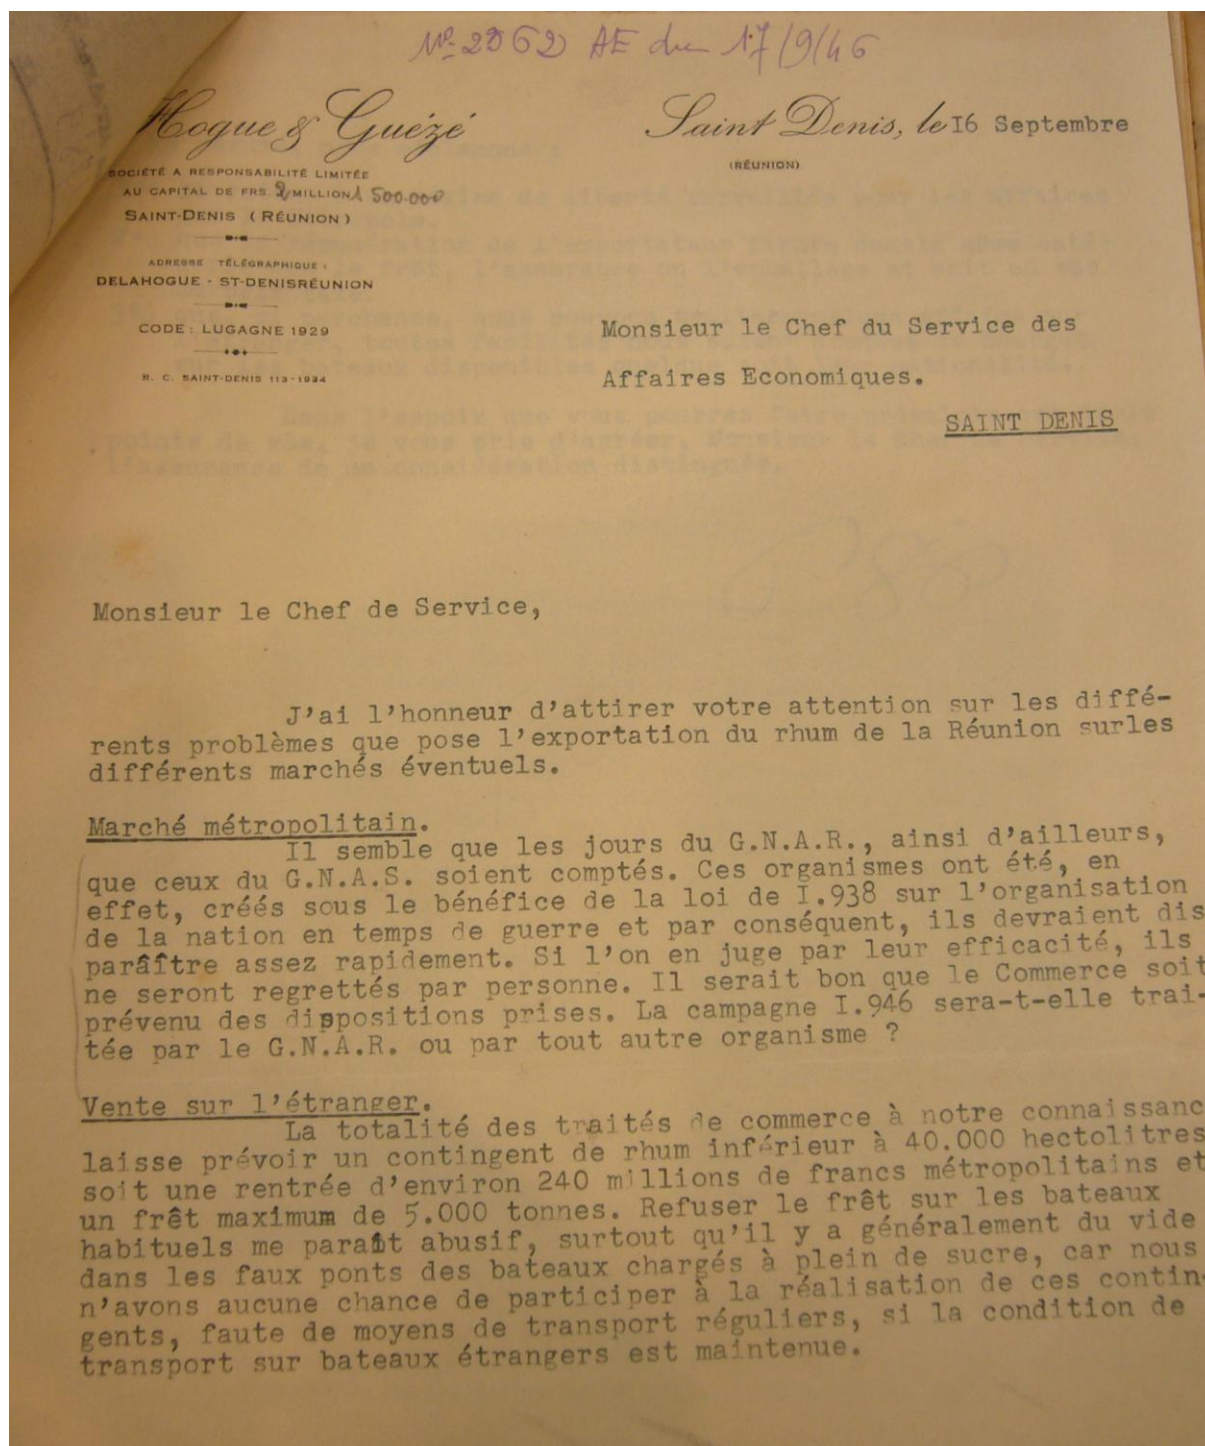 Nº 2862 AE du 17/9/46
Hogue & Guézé
Saint Denis, le 16 Septembre
(RÉUNION)
SOCIÉTÉ A RESPONSABILITÉ LIMITÉE
AU CAPITAL DE FRS. 2 MILLIONS 500.000
SAINT-DENIS (RÉUNION)
ADRESSE TÉLÉGRAPHIQUE :
DELAHOGUE - ST-DENISRÉUNION
CODE : LUGAGNE 1929
R. C. SAINT-DENIS 113-1934
Monsieur le Chef du Service des
Affaires Economiques.
SAINT DENIS
Monsieur le Chef de Service,
J'ai l'honneur d'attirer votre attention sur les diffé-
rents problèmes que pose l'exportation du rhum de la Réunion surles
différents marchés éventuels.
Marché métropolitain.
Il semble que les jours du G.N.A.R., ainsi d'ailleurs,
que ceux du G.N.A.S. soient comptés. Ces organismes ont été, en
effet, créés sous le bénéfice de la loi de I.938 sur l'organisation
de la nation en temps de guerre et par conséquent, ils devraient dis
paraître assez rapidement. Si l'on en juge par leur efficacité, ils
ne seront regrettés par personne. Il serait bon que le Commerce soit
prévenu des dispositions prises. La campagne I.946 sera-t-elle trai-
tée par le G.N.A.R. ou par tout autre organisme ?
Vente sur l'étranger.
La totalité des traités de commerce à notre connaissanc
laisse prévoir un contingent de rhum inférieur à 40.000 hectolitres
soit une rentrée d'environ 240 millions de francs métropolitains et
un frêt maximum de 5.000 tonnes. Refuser le frêt sur les bateaux
habituels me paraît abusif, surtout qu'il y a généralement du vide
dans les faux ponts des bateaux chargés à plein de sucre, car nous
n'avons aucune chance de participer à la réalisation de ces contin-
gents, faute de moyens de transport réguliers, si la condition de
transport sur bateaux étrangers est maintenue.